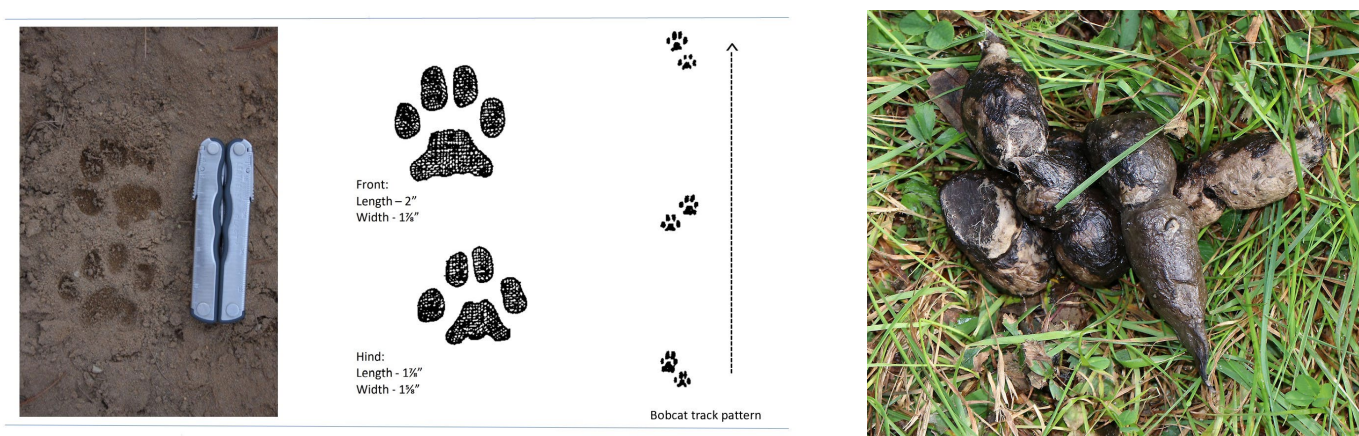 Front:
Length – 2”
Width - 1⅞”
Hind:
Length - 1⅞”
Width - 1⅝”
Bobcat track pattern